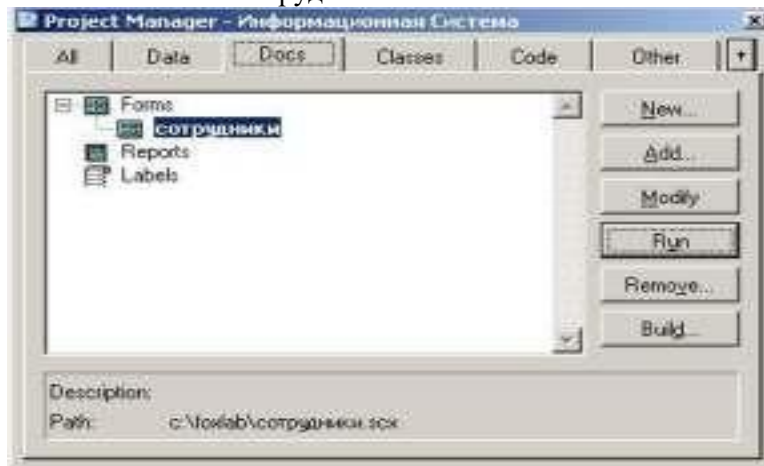 Project Manager - Информационная Система
All Data Docs Classes Code Other
Forms
сотрудники
Reports
Labels
New...
Add...
Modify
Run
Remove...
Build...
Description:
Path: c:\foxlab\сотрудники.scx